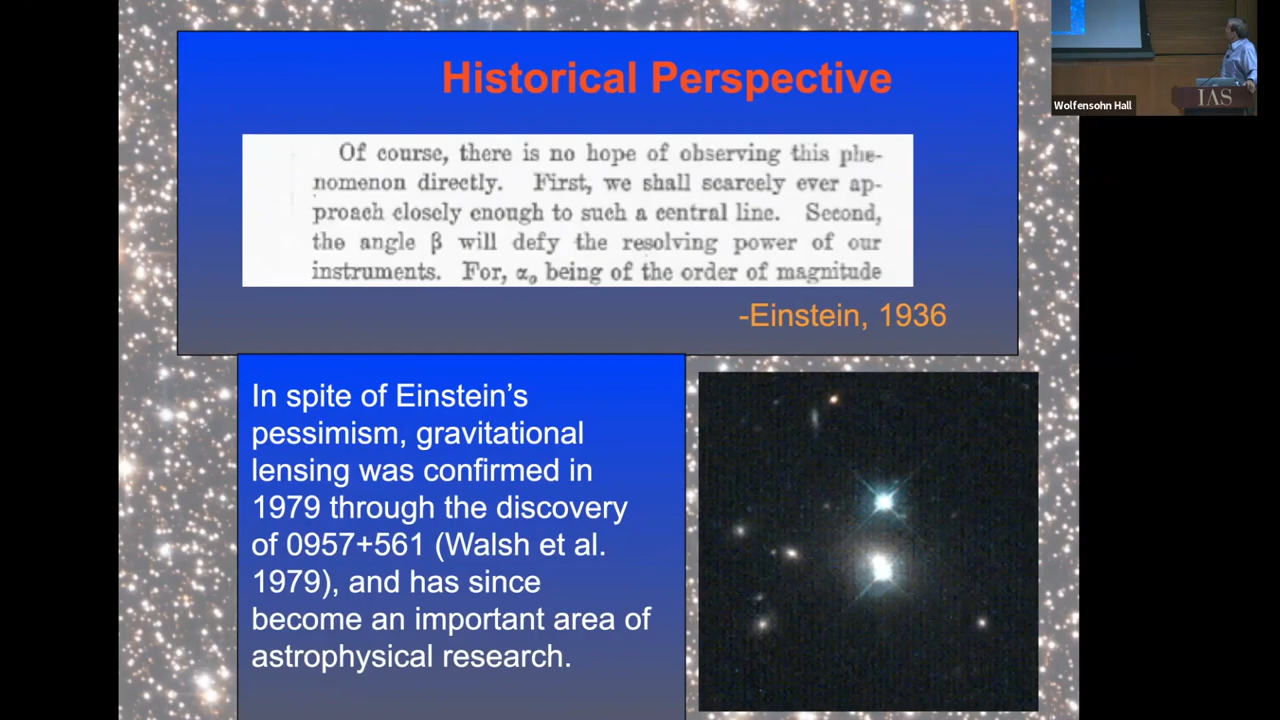 Historical Perspective
Of course, there is no hope of observing this phe-
nomenon directly. First, we shall scarcely ever ap-
proach closely enough to such a central line. Second,
the angle β will defy the resolving power of our
instruments. For, α₀ being of the order of magnitude
-Einstein, 1936
In spite of Einstein’s
pessimism, gravitational
lensing was confirmed in
1979 through the discovery
of 0957+561 (Walsh et al.
1979), and has since
become an important area of
astrophysical research.
Wolfensohn Hall
IAS